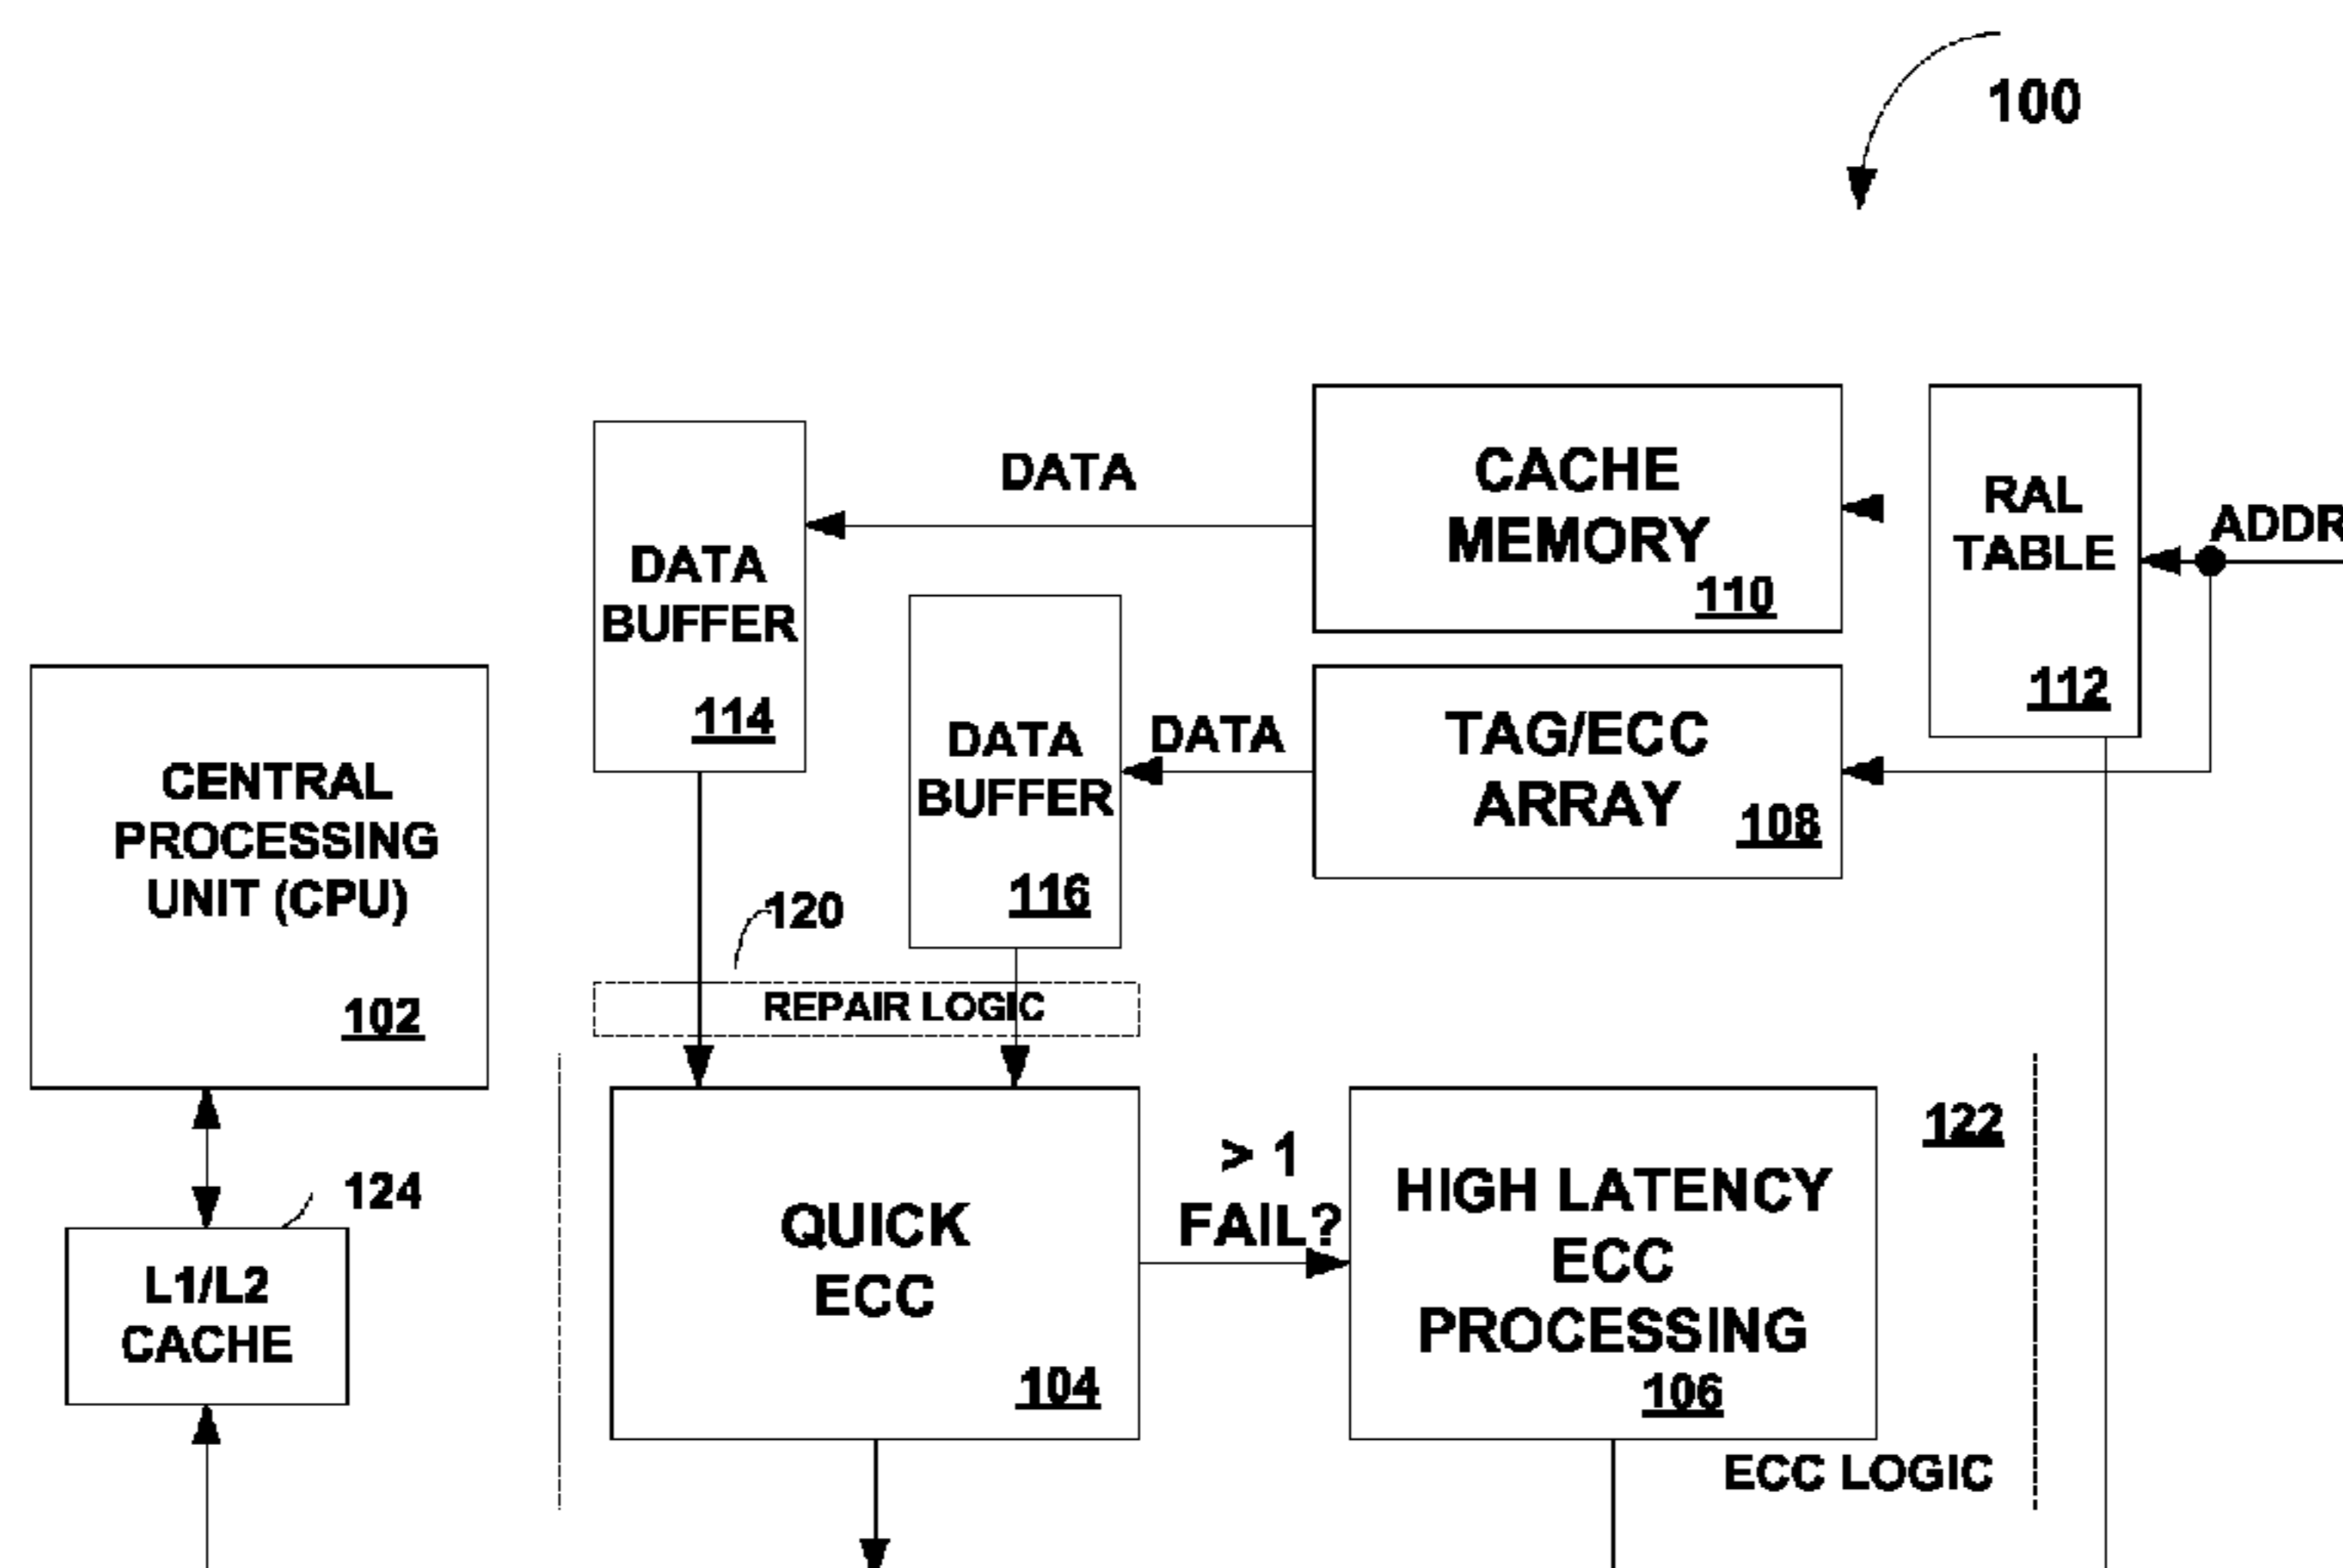 100
CACHE
MEMORY
110
RAL
TABLE
112
ADDR
DATA
DATA
BUFFER
114
DATA
BUFFER
116
DATA
TAG/ECC
ARRAY
108
CENTRAL
PROCESSING
UNIT (CPU)
102
120
REPAIR LOGIC
124
L1/L2
CACHE
QUICK
ECC
104
> 1
FAIL?
HIGH LATENCY
ECC
PROCESSING
106
122
ECC LOGIC